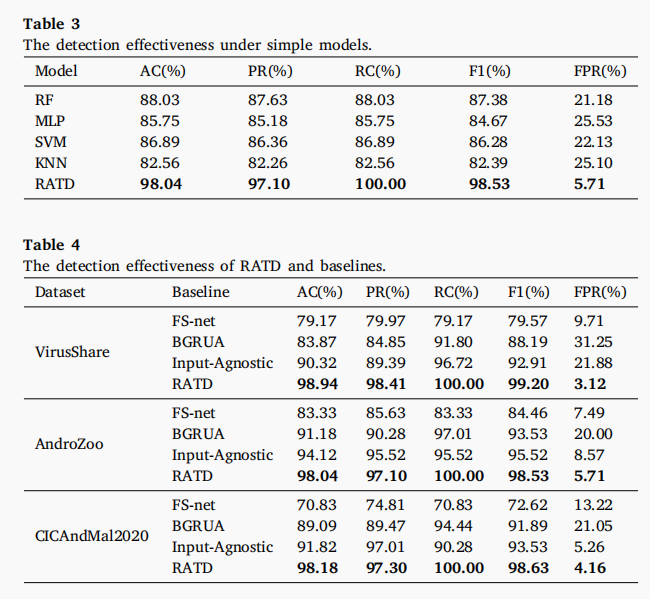 Table 3
The detection effectiveness under simple models.
Model AC(%) PR(%) RC(%) F1(%) FPR(%)
RF 88.03 87.63 88.03 87.38 21.18
MLP 85.75 85.18 85.75 84.67 25.53
SVM 86.89 86.36 86.89 86.28 22.13
KNN 82.56 82.26 82.56 82.39 25.10
RATD 98.04 97.10 100.00 98.53 5.71
Table 4
The detection effectiveness of RATD and baselines.
Dataset Baseline AC(%) PR(%) RC(%) F1(%) FPR(%)
VirusShare
FS-net 79.17 79.97 79.17 79.57 9.71
BGRUA 83.87 84.85 91.80 88.19 31.25
Input-Agnostic 90.32 89.39 96.72 92.91 21.88
RATD 98.94 98.41 100.00 99.20 3.12
AndroZoo
FS-net 83.33 85.63 83.33 84.46 7.49
BGRUA 91.18 90.28 97.01 93.53 20.00
Input-Agnostic 94.12 95.52 95.52 95.52 8.57
RATD 98.04 97.10 100.00 98.53 5.71
CICAndMal2020
FS-net 70.83 74.81 70.83 72.62 13.22
BGRUA 89.09 89.47 94.44 91.89 21.05
Input-Agnostic 91.82 97.01 90.28 93.53 5.26
RATD 98.18 97.30 100.00 98.63 4.16